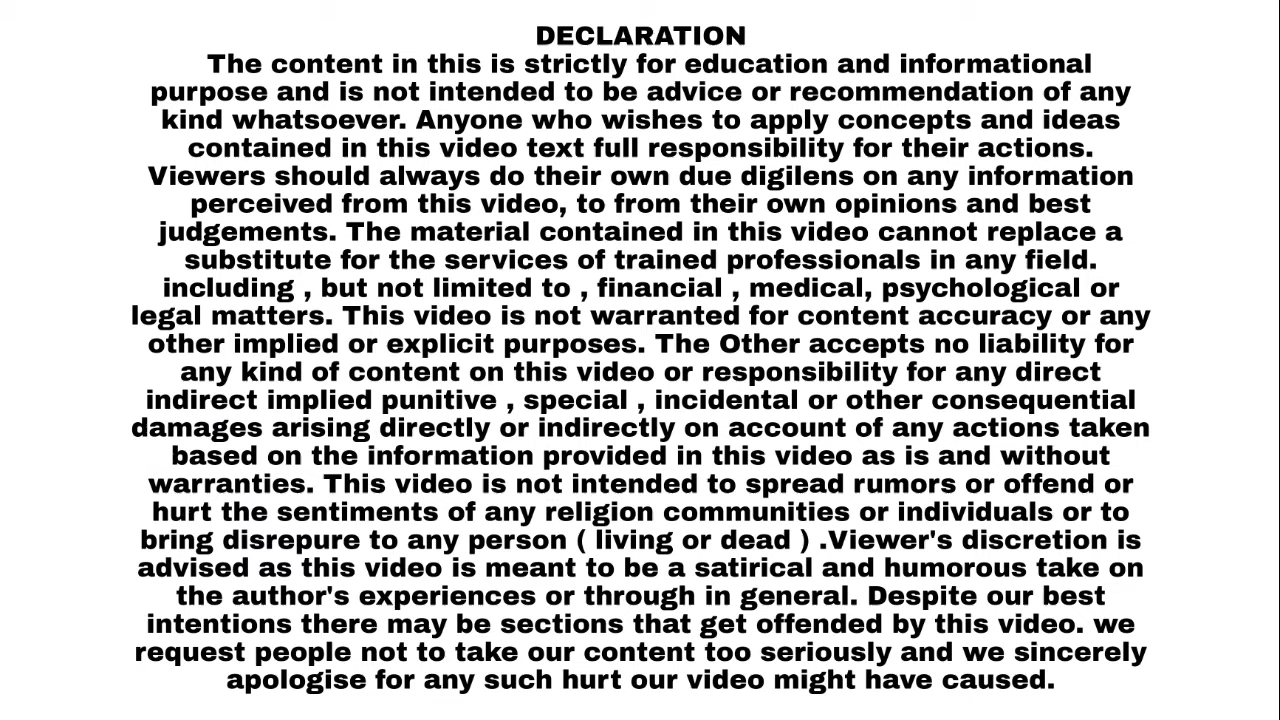 DECLARATION
The content in this is strictly for education and informational
purpose and is not intended to be advice or recommendation of any
kind whatsoever. Anyone who wishes to apply concepts and ideas
contained in this video text full responsibility for their actions.
Viewers should always do their own due digilens on any information
perceived from this video, to from their own opinions and best
judgements. The material contained in this video cannot replace a
substitute for the services of trained professionals in any field.
including , but not limited to , financial , medical, psychological or
legal matters. This video is not warranted for content accuracy or any
other implied or explicit purposes. The Other accepts no liability for
any kind of content on this video or responsibility for any direct
indirect implied punitive , special , incidental or other consequential
damages arising directly or indirectly on account of any actions taken
based on the information provided in this video as is and without
warranties. This video is not intended to spread rumors or offend or
hurt the sentiments of any religion communities or individuals or to
bring disrepure to any person ( living or dead ) .Viewer's discretion is
advised as this video is meant to be a satirical and humorous take on
the author's experiences or through in general. Despite our best
intentions there may be sections that get offended by this video. we
request people not to take our content too seriously and we sincerely
apologise for any such hurt our video might have caused.